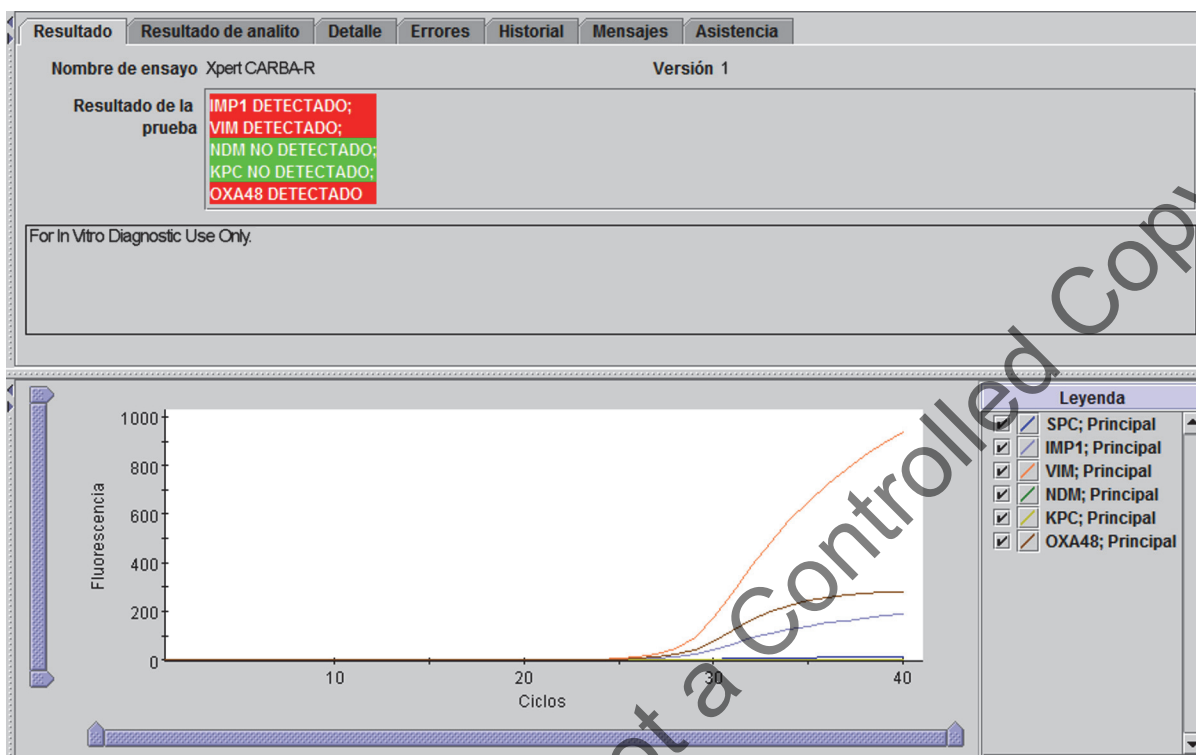 Resultado Resultado de analito Detalle Errores Historial Mensajes Asistencia
Nombre de ensayo Xpert CARBA-R Versión 1
Resultado de la prueba
IMP1 DETECTADO;
VIM DETECTADO;
NDM NO DETECTADO;
KPC NO DETECTADO;
OXA48 DETECTADO
For In Vitro Diagnostic Use Only.
Leyenda
SPC; Principal
IMP1; Principal
VIM; Principal
NDM; Principal
KPC; Principal
OXA48; Principal
Fluorescencia
1000
800
600
400
200
0
10 20 30 40
Ciclos
not a Controlled Copy